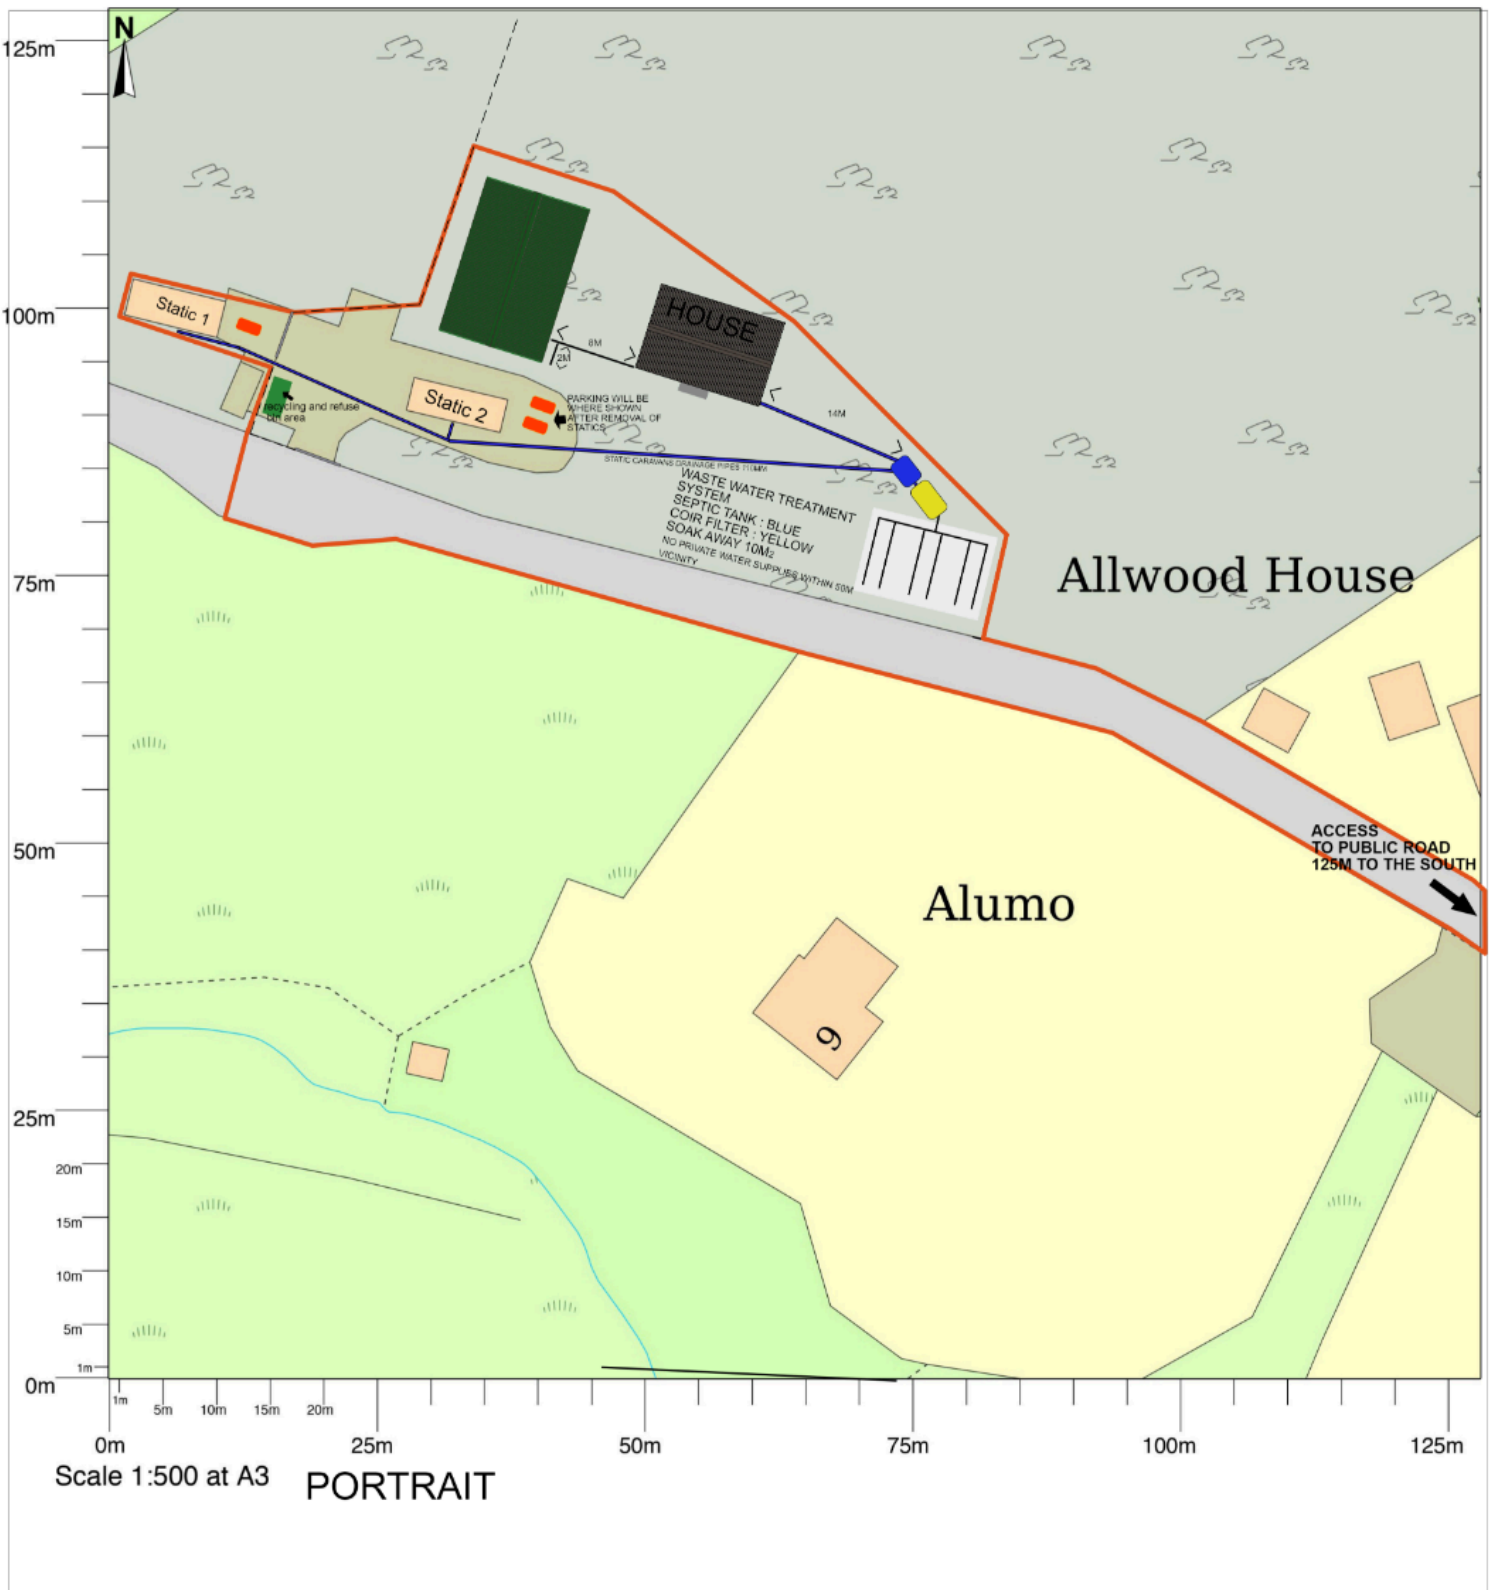 N
125m
100m
75m
50m
25m
20m
15m
10m
5m
1m
0m
Static 1
HOUSE
8M
2M
Static 2
14M
recycling and refuse
bin area
PARKING WILL BE
WHERE SHOWN
AFTER REMOVAL OF
STATICS
STATIC CARAVANS DRAINAGE PIPES 110MM
WASTE WATER TREATMENT
SYSTEM
SEPTIC TANK : BLUE
COIR FILTER : YELLOW
SOAK AWAY 10M2
NO PRIVATE WATER SUPPLIES WITHIN 50M
VICINITY
Allwood House
ACCESS
TO PUBLIC ROAD
125M TO THE SOUTH
Alumo
9
1m
5m
10m
15m
20m
0m
25m
50m
75m
100m
125m
Scale 1:500 at A3
PORTRAIT